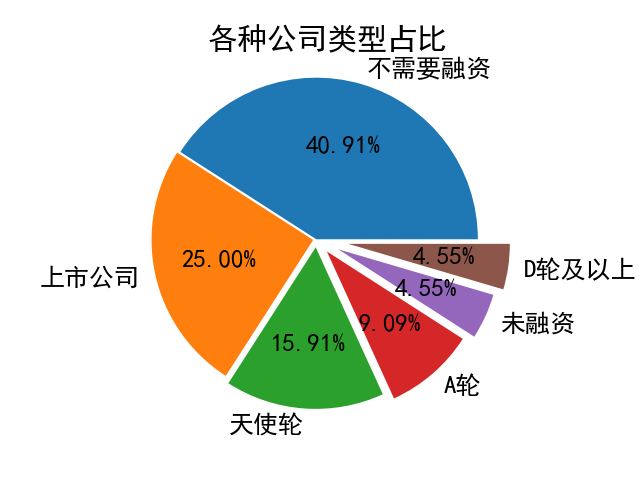 各种公司类型占比
不需要融资
40.91%
25.00%
上市公司
15.91%
天使轮
9.09%
A轮
4.55%
未融资
4.55%
D轮及以上